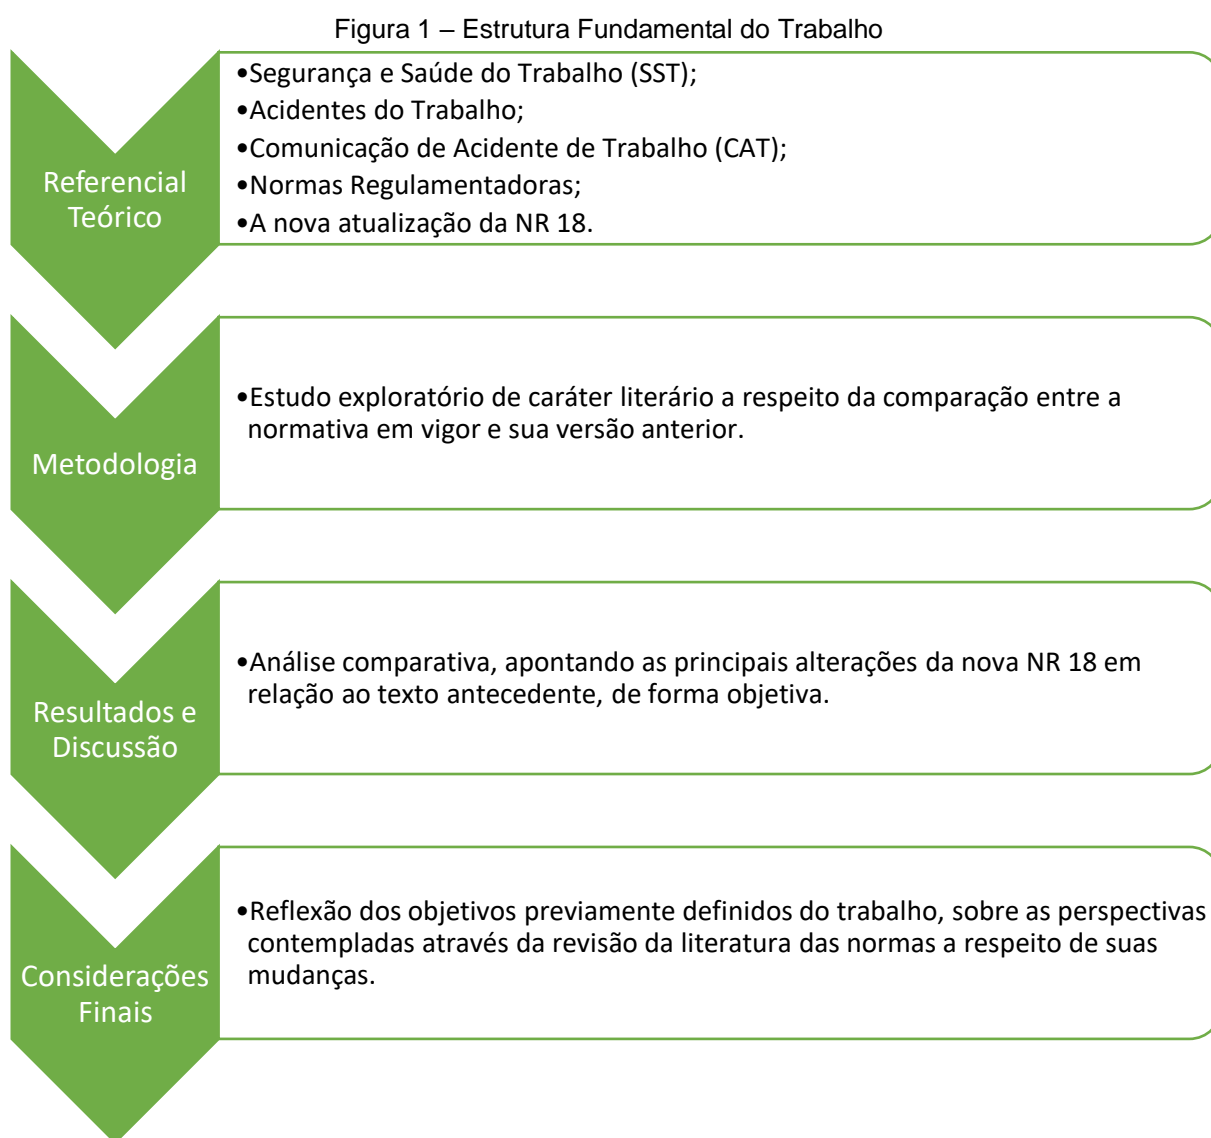 Figura 1 – Estrutura Fundamental do Trabalho
Referencial
Teórico
•Segurança e Saúde do Trabalho (SST);
•Acidentes do Trabalho;
•Comunicação de Acidente de Trabalho (CAT);
•Normas Regulamentadoras;
•A nova atualização da NR 18.
Metodologia
•Estudo exploratório de caráter literário a respeito da comparação entre a
normativa em vigor e sua versão anterior.
Resultados e
Discussão
•Análise comparativa, apontando as principais alterações da nova NR 18 em
relação ao texto antecedente, de forma objetiva.
Considerações
Finais
•Reflexão dos objetivos previamente definidos do trabalho, sobre as perspectivas
contempladas através da revisão da literatura das normas a respeito de suas
mudanças.